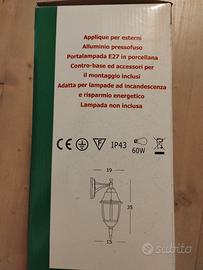 Applique per esterni
Alluminio pressofuso
Portalampada E27 in porcellana
Contro-base ed accessori per
il montaggio inclusi
Adatta per lampade ad incandescenza
e risparmio energetico
Lampada non inclusa
CE F IP43 60W
19
35
15
subito